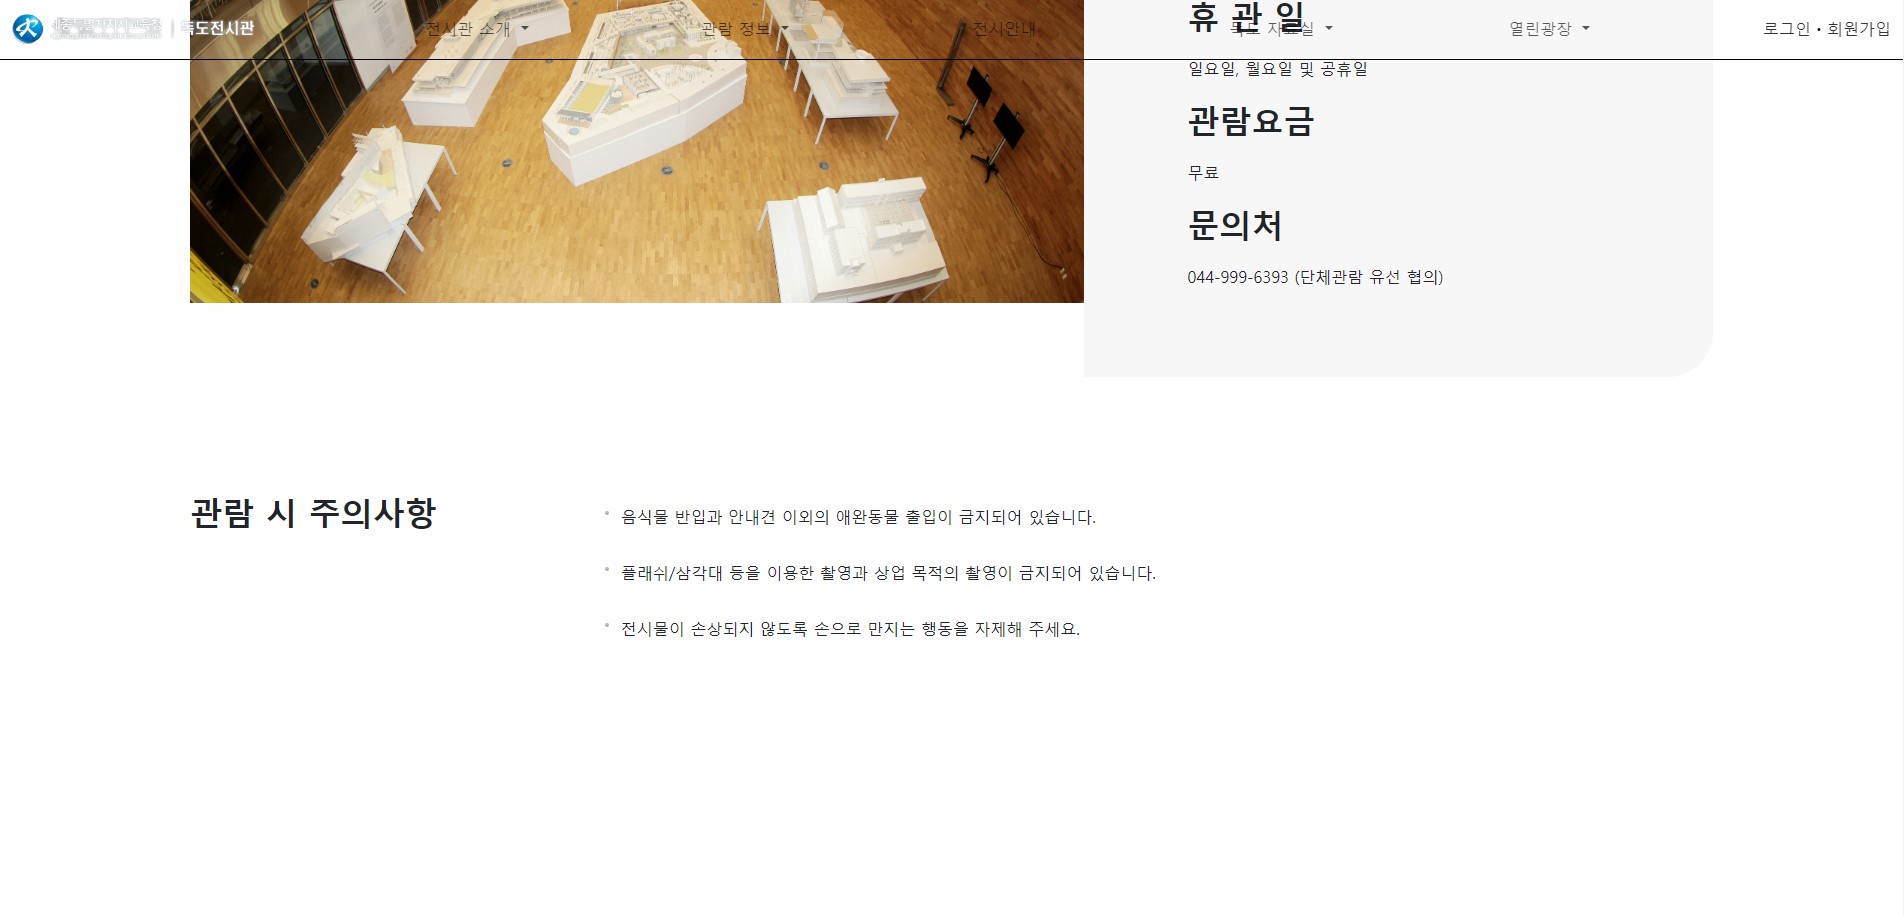 독도전시관
전시관 소개
관람 정보
전시안내
독도 자료실
열린광장
로그인 • 회원가입
휴 관 일
일요일, 월요일 및 공휴일
관람요금
무료
문의처
044-999-6393 (단체관람 유선 협의)
관람 시 주의사항
음식물 반입과 안내견 이외의 애완동물 출입이 금지되어 있습니다.
플래쉬/삼각대 등을 이용한 촬영과 상업 목적의 촬영이 금지되어 있습니다.
전시물이 손상되지 않도록 손으로 만지는 행동을 자제해 주세요.